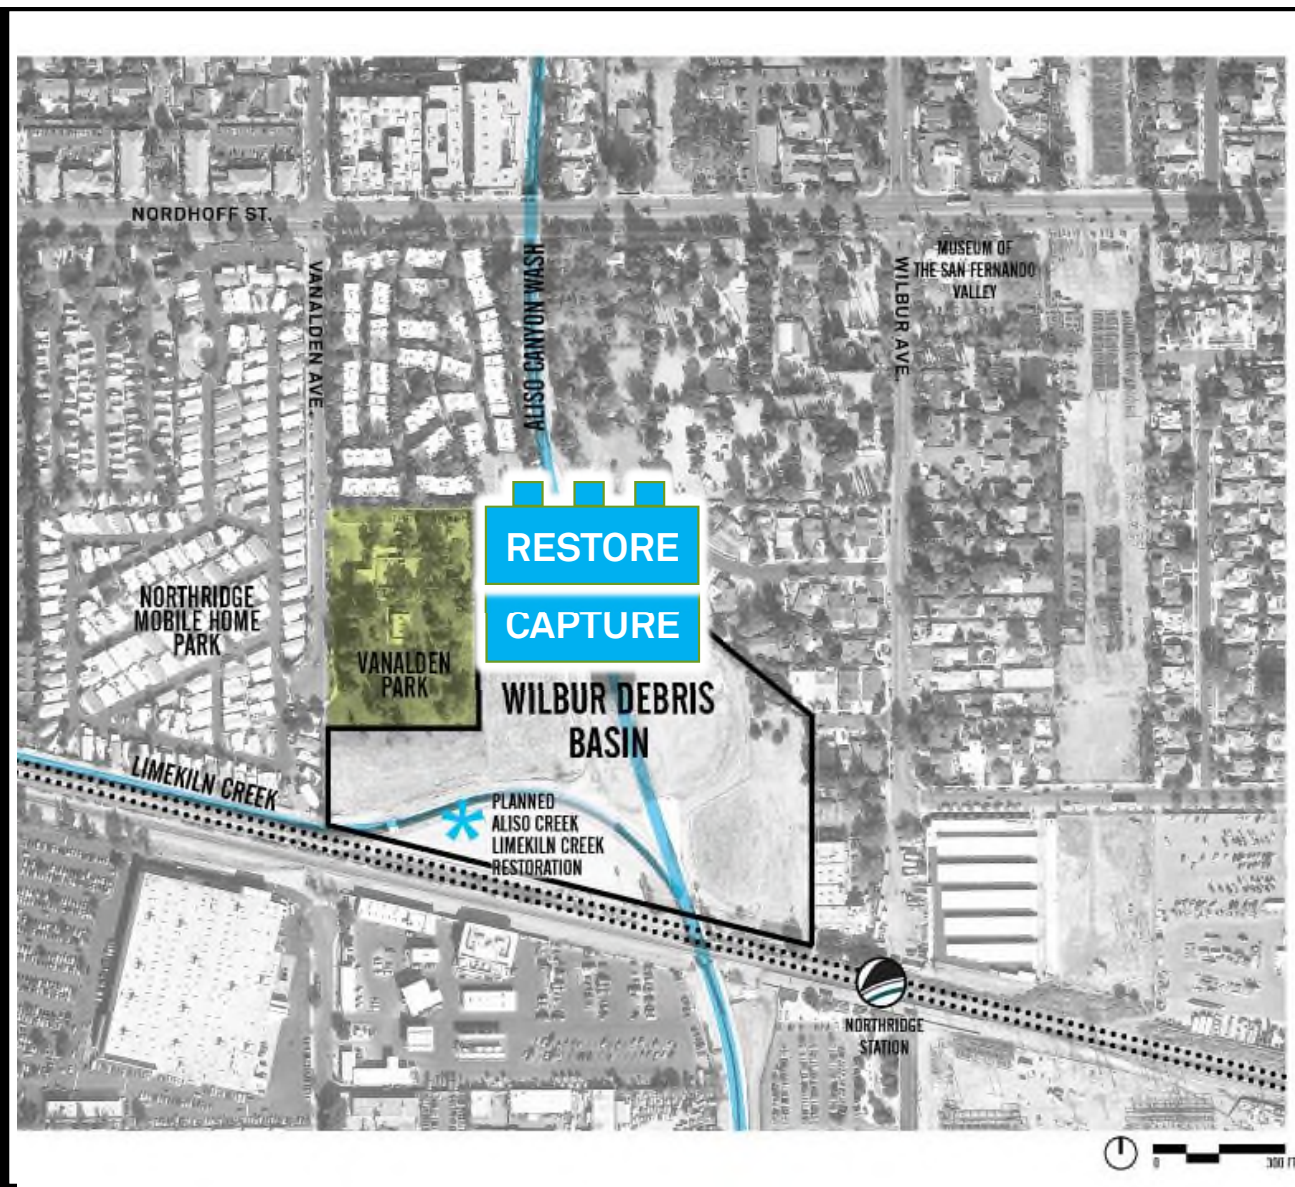 NORDHOFF ST.
VANALDEN AVE
ALISO CANYON WASH
WILBUR AVE.
MUSEUM OF
THE SAN FERNANDO
VALLEY
RESTORE
CAPTURE
NORTHRIDGE
MOBILE HOME
PARK
VANALDEN
PARK
WILBUR DEBRIS
BASIN
LIMEKILN CREEK
PLANNED
ALISO CREEK
LIMEKILN CREEK
RESTORATION
NORTHRIDGE
STATION
0
300 FT